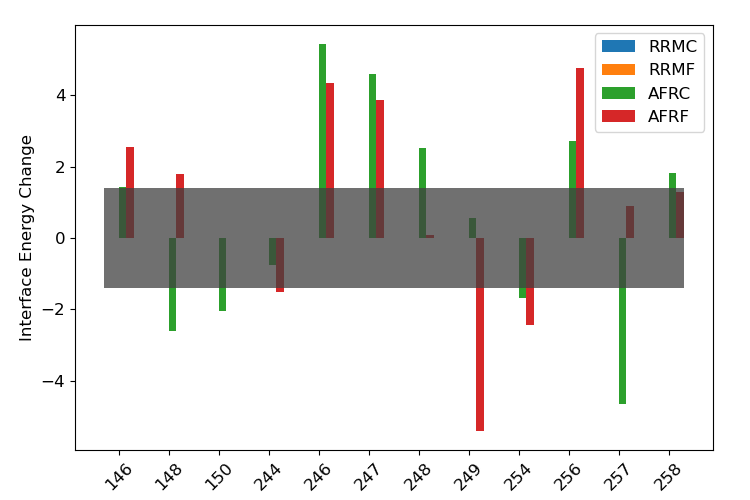 RRMC
RRMF
AFRC
AFRF
Interface Energy Change
4
2
0
−2
−4
146 148 150 244 246 247 248 249 254 256 257 258